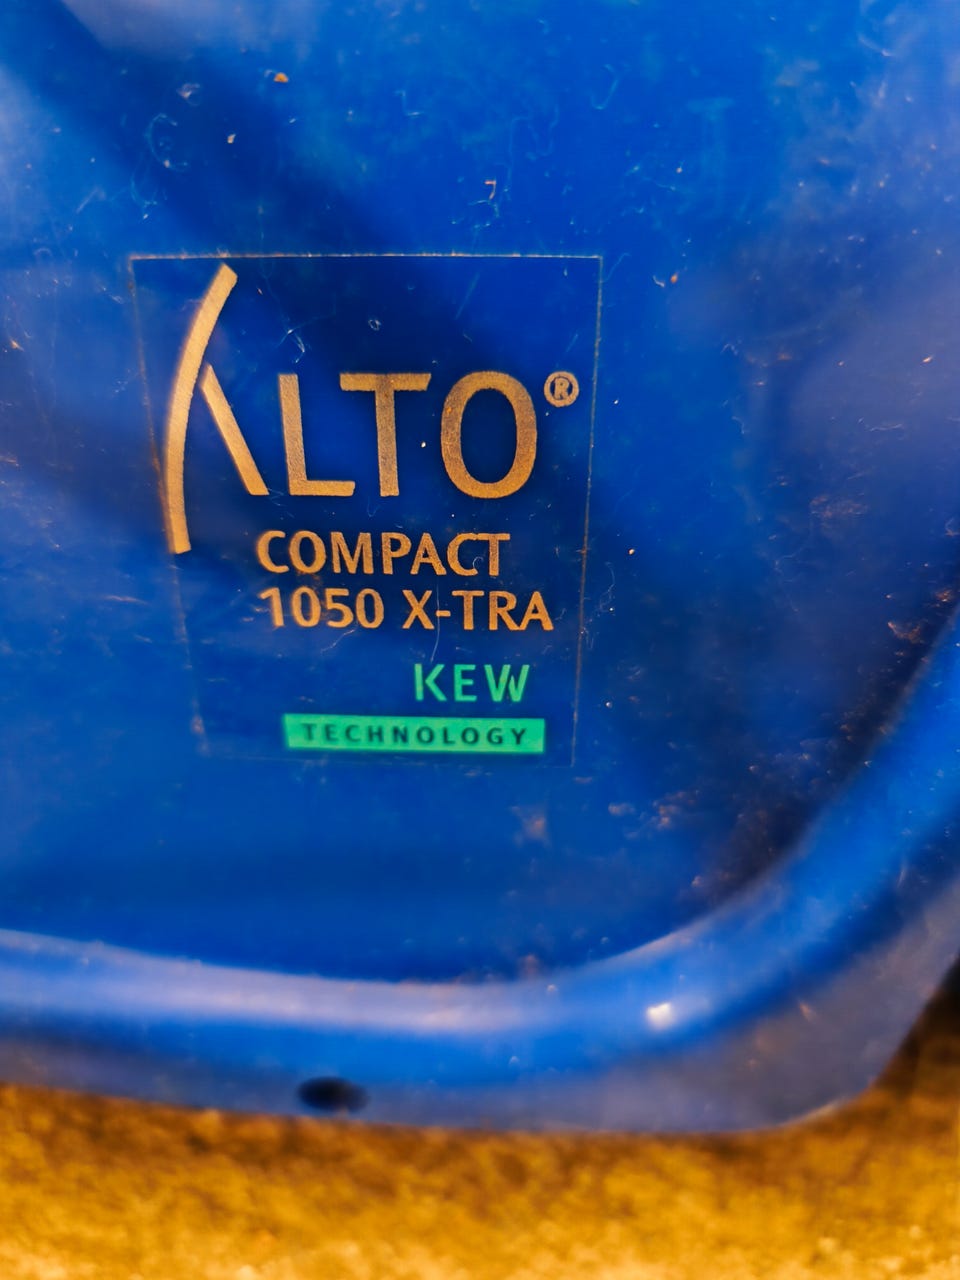 ALTO®
COMPACT
1050 X-TRA
KEW
TECHNOLOGY